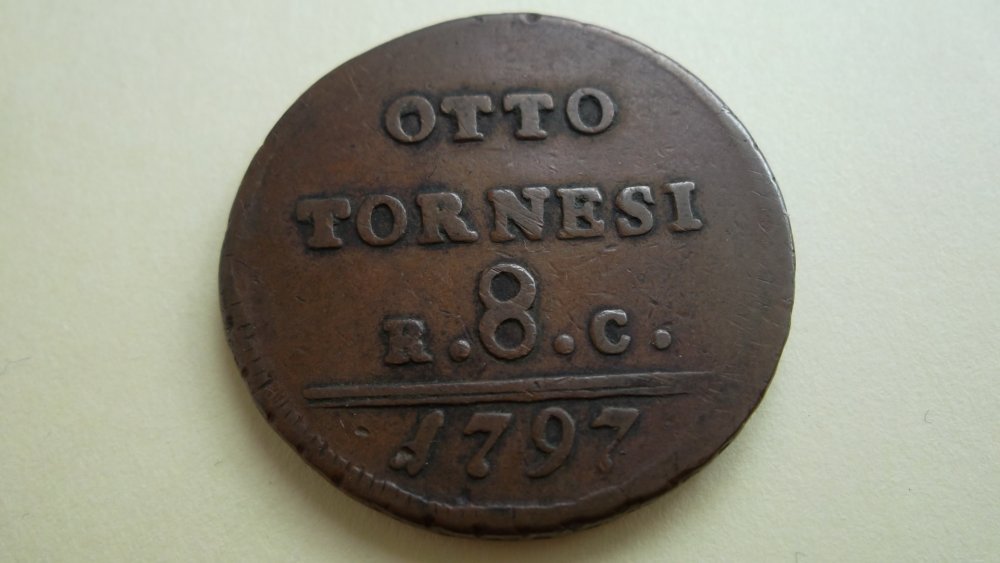 OTTO
TORNESI
R.8.C.
1797